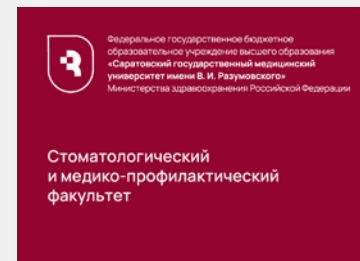 Федеральное государственное бюджетное
образовательное учреждение высшего образования
«Саратовский государственный медицинский
университет имени В. И. Разумовского»
Министерства здравоохранения Российской Федерации
Стоматологический
и медико-профилактический
факультет